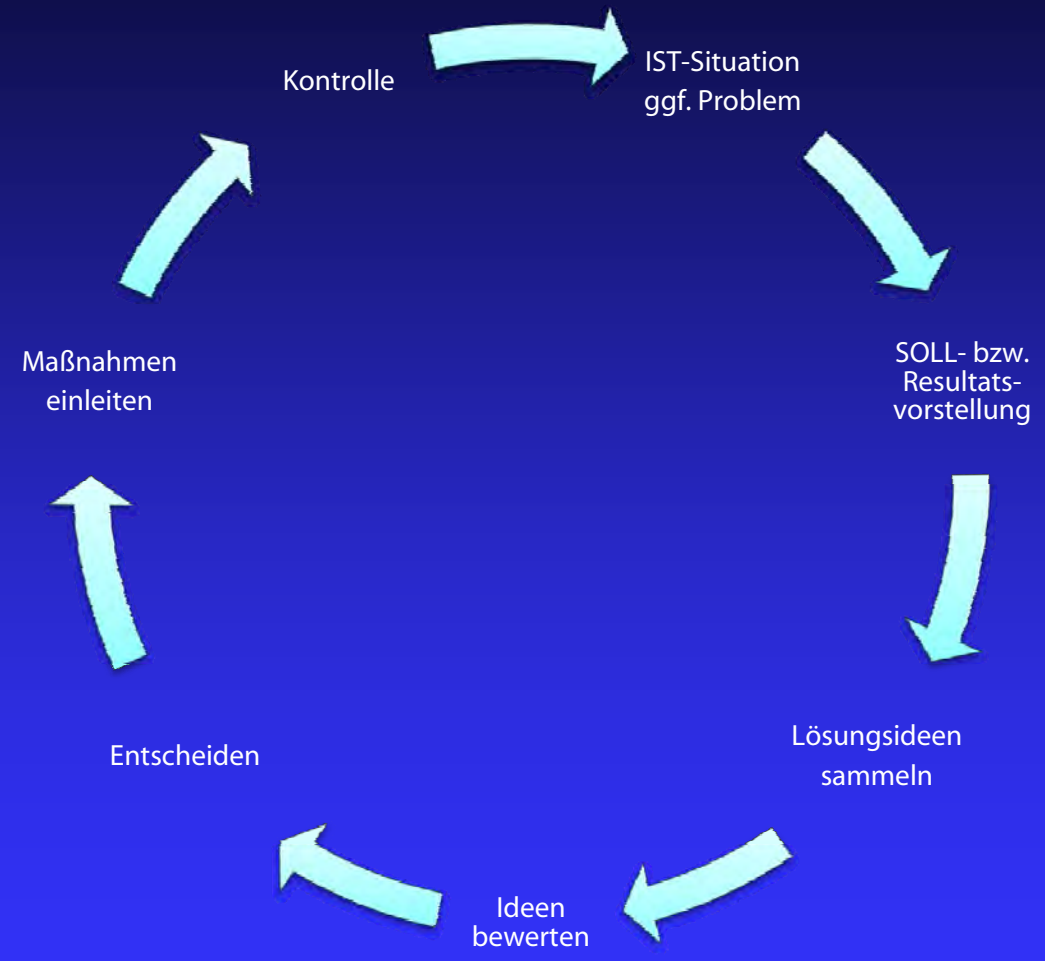 Kontrolle
IST-Situation
ggf. Problem
SOLL- bzw.
Resultats-
vorstellung
Lösungsideen
sammeln
Ideen
bewerten
Entscheiden
Maßnahmen
einleiten